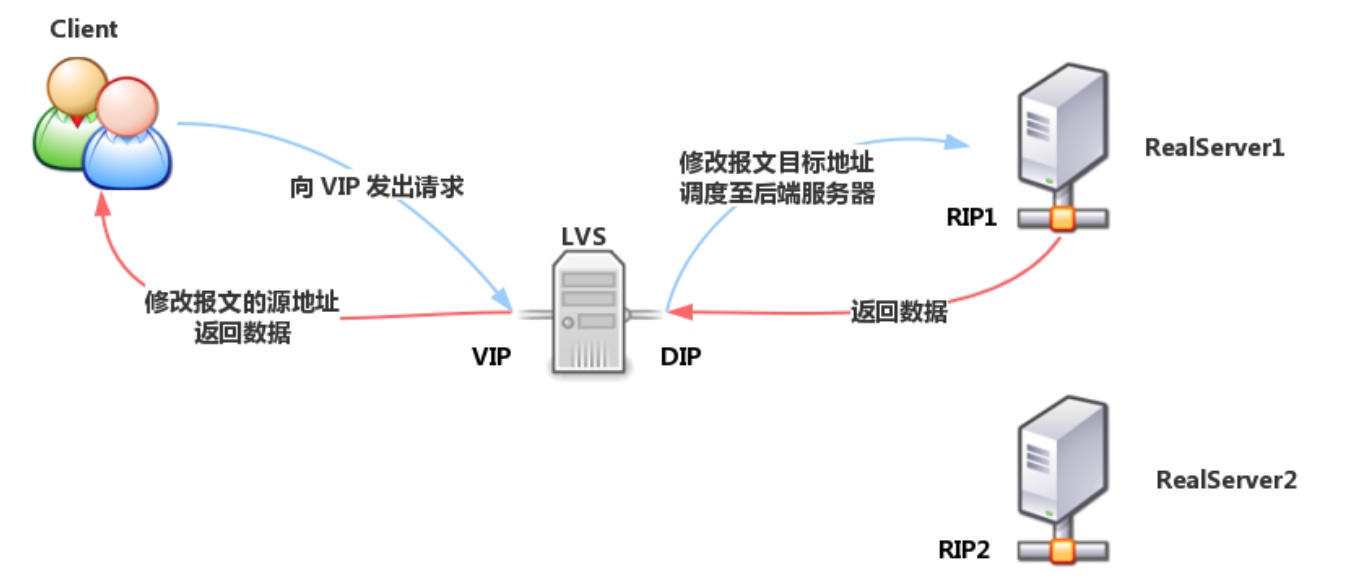 Client
向 VIP 发出请求
修改报文目标地址
调度至后端服务器
RealServer1
RIP1
LVS
修改报文的源地址
返回数据
返回数据
VIP
DIP
RealServer2
RIP2